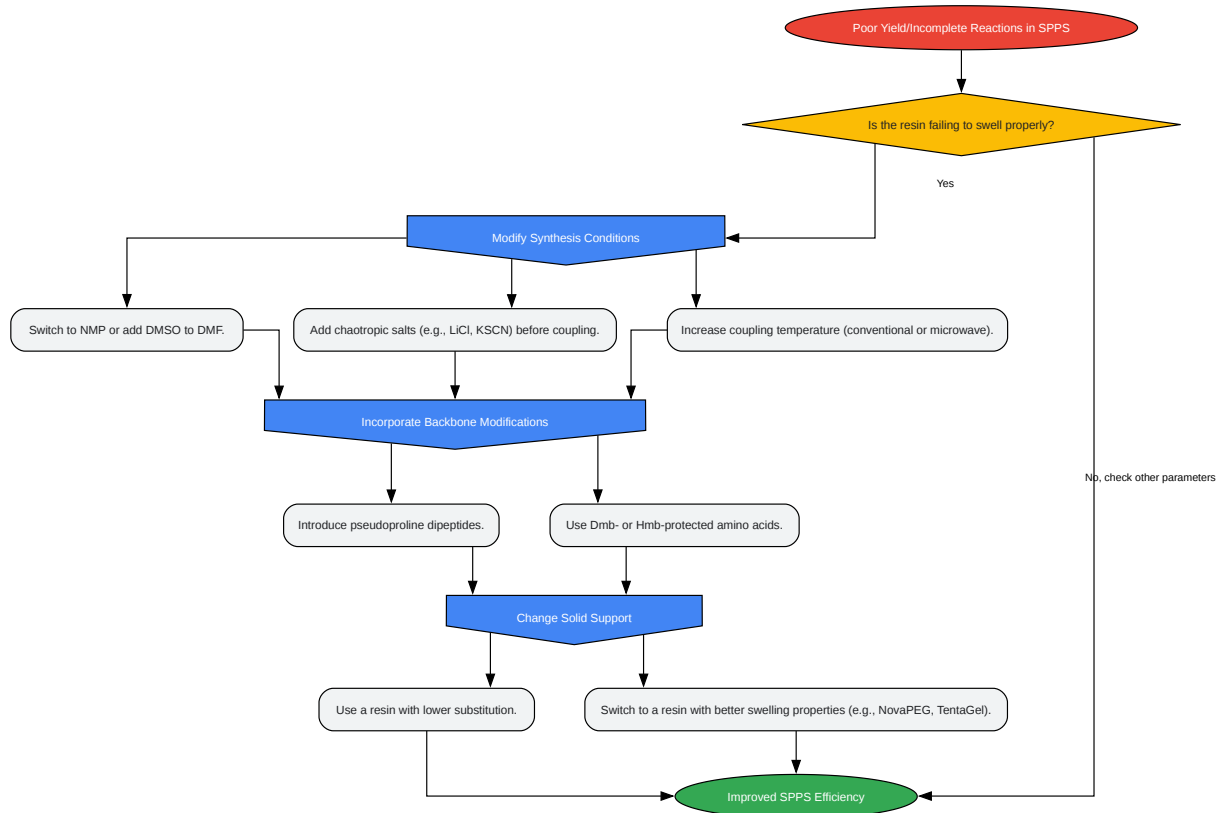 Poor Yield/Incomplete Reactions in SPPS
Is the resin failing to swell properly?
Yes
Modify Synthesis Conditions
Switch to NMP or add DMSO to DMF.
Add chaotropic salts (e.g., LiCl, KSCN) before coupling.
Increase coupling temperature (conventional or microwave).
Incorporate Backbone Modifications
No, check other parameters
Introduce pseudoproline dipeptides.
Use Dmb- or Hmb-protected amino acids.
Change Solid Support
Use a resin with lower substitution.
Switch to a resin with better swelling properties (e.g., NovaPEG, TentaGel).
Improved SPPS Efficiency